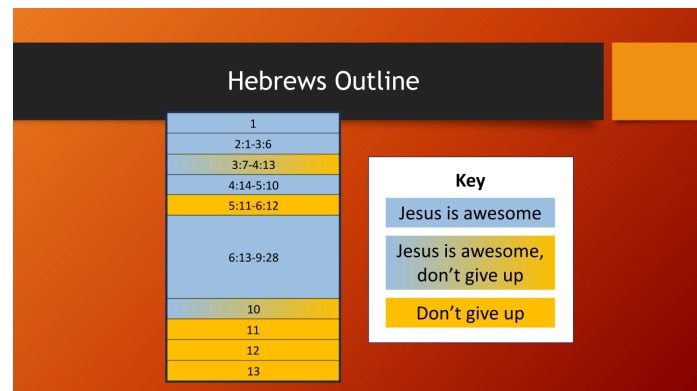 Hebrews Outline
1
2:1-3:6
3:7-4:13
4:14-5:10
5:11-6:12
6:13-9:28
10
11
12
13
Key
Jesus is awesome
Jesus is awesome,
don’t give up
Don’t give up